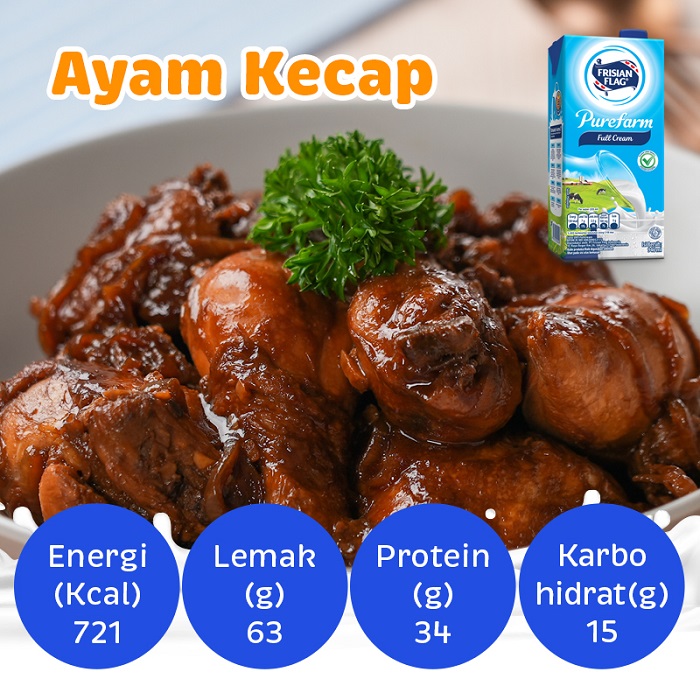 Ayam Kecap
FRISIAN
FLAG®
Purefarm
Full Cream
Energi
(Kcal)
721
Lemak
(g)
63
Protein
(g)
34
Karbo
hidrat(g)
15